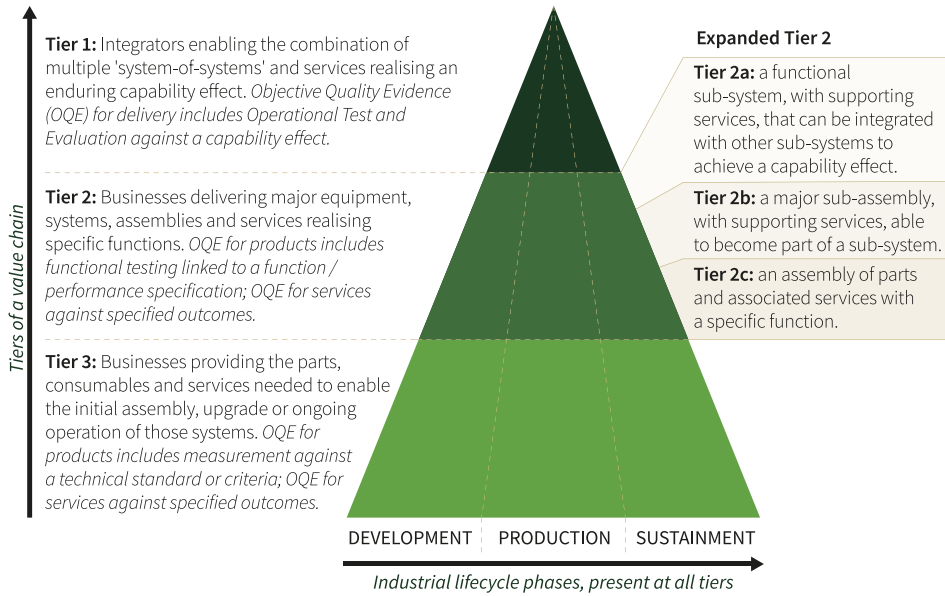 Tier 1: Integrators enabling the combination of
multiple 'system-of-systems' and services realising an
enduring capability effect. Objective Quality Evidence
(OQE) for delivery includes Operational Test and
Evaluation against a capability effect.
Tier 2: Businesses delivering major equipment,
systems, assemblies and services realising
specific functions. OQE for products includes
functional testing linked to a function /
performance specification; OQE for services
against specified outcomes.
Tier 3: Businesses providing the parts,
consumables and services needed to enable
the initial assembly, upgrade or ongoing
operation of those systems. OQE for
products includes measurement against
a technical standard or criteria; OQE for
services against specified outcomes.
Tiers of a value chain
Expanded Tier 2
Tier 2a: a functional
sub-system, with supporting
services, that can be integrated
with other sub-systems to
achieve a capability effect.
Tier 2b: a major sub-assembly,
with supporting services, able
to become part of a sub-system.
Tier 2c: an assembly of parts
and associated services with
a specific function.
DEVELOPMENT PRODUCTION SUSTAINMENT
Industrial lifecycle phases, present at all tiers